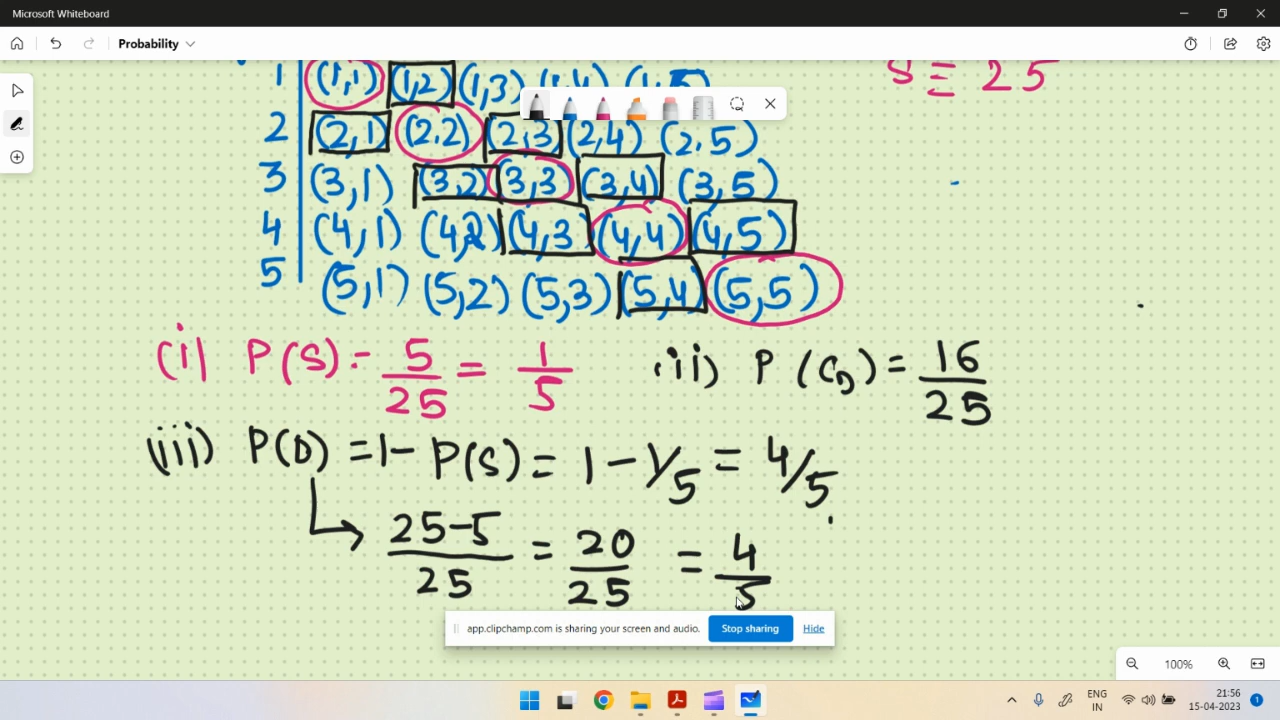 Microsoft Whiteboard
Probability
1 (1,1) (1,2) (1,3)
S = 25
2 (2,1) (2,2) (2,3) (2,4) (2,5)
3 (3,1) (3,2) (3,3) (3,4) (3,5)
4 (4,1) (4,2) (4,3) (4,4) (4,5)
5 (5,1) (5,2) (5,3) (5,4) (5,5)
(i) P(S) = 5/25 = 1/5
(ii) P(CD) = 16/25
(iii) P(D) = 1 - P(S) = 1 - 1/5 = 4/5
25-5/25 = 20/25 = 4/5
app.clipchamp.com is sharing your screen and audio. Stop sharing Hide
100%
ENG
IN
21:56
15-04-2023
1